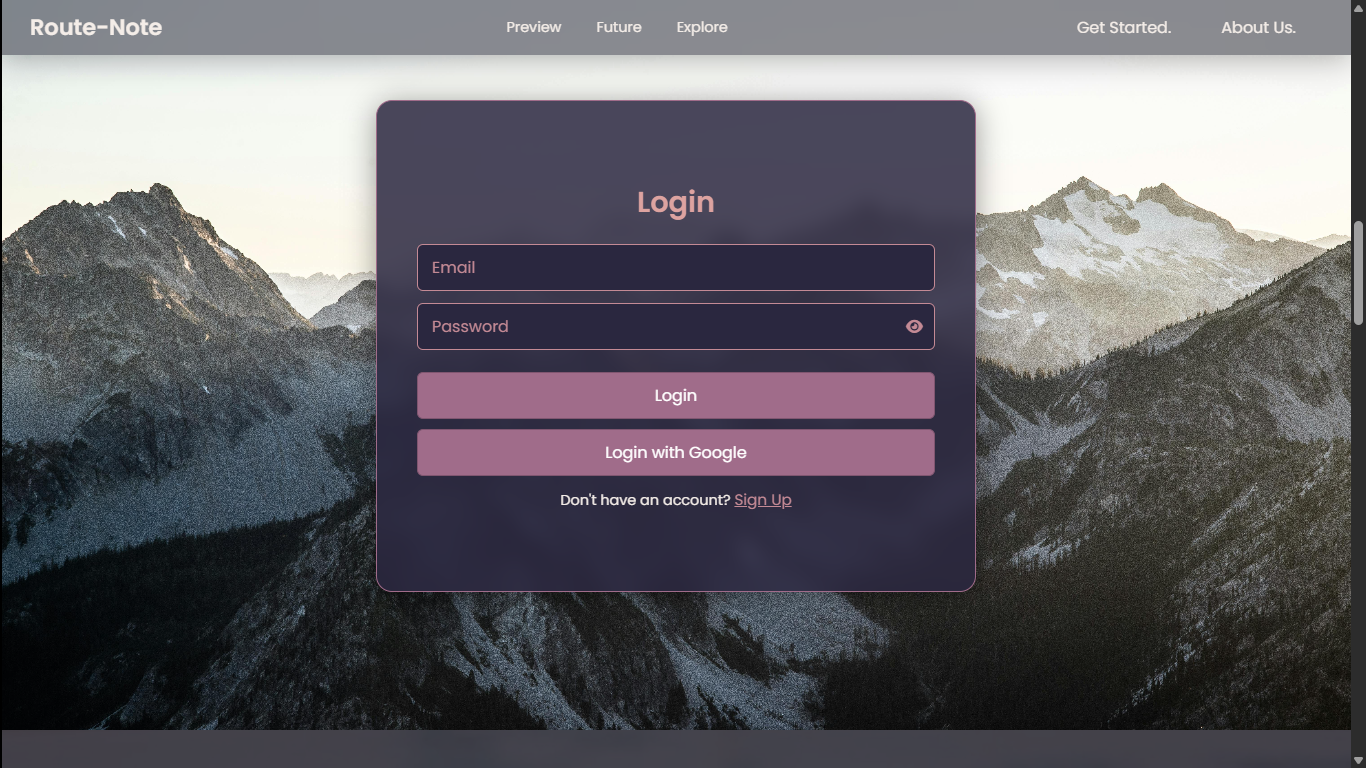 Route-Note Preview Future Explore Get Started. About Us.
Login
Email
Password
Login
Login with Google
Don't have an account? Sign Up